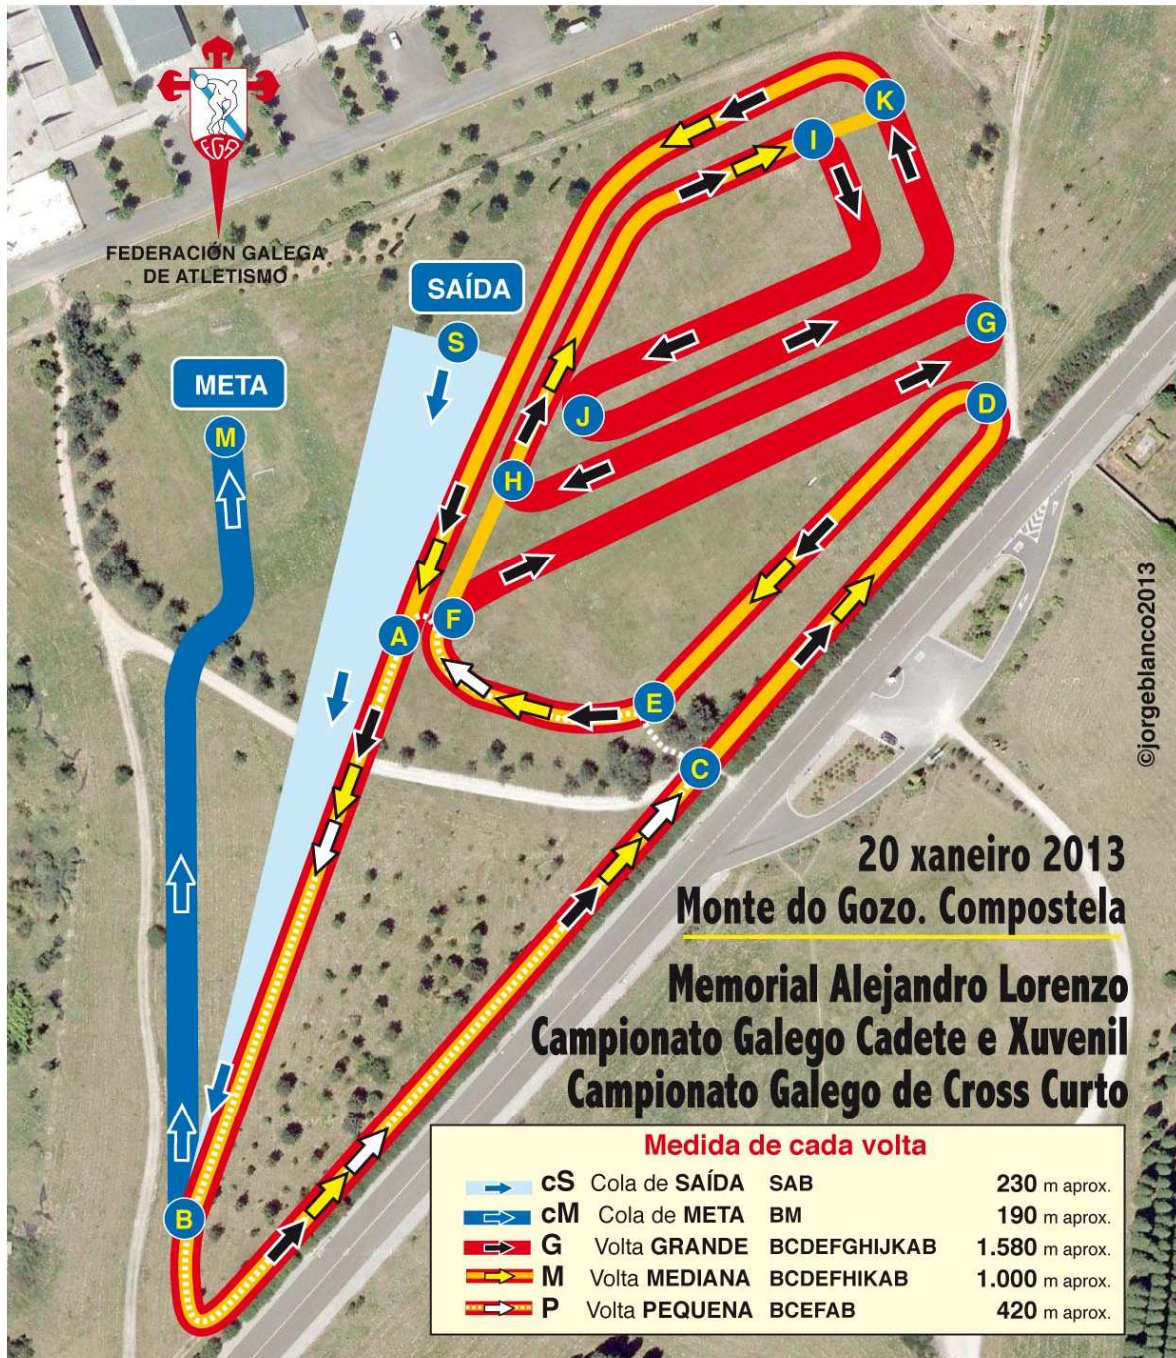 FGA
FEDERACIÓN GALEGA
DE ATLETISMO
SAÍDA
S
META
M
K
I
G
D
J
H
F
A
E
C
B
©jorgeblanco2013
20 xaneiro 2013
Monte do Gozo. Compostela
Memorial Alejandro Lorenzo
Campionato Galego Cadete e Xuvenil
Campionato Galego de Cross Curto
Medida de cada volta
cS Cola de SAÍDA SAB 230 m aprox.
cM Cola de META BM 190 m aprox.
G Volta GRANDE BCDEFGHIJKAB 1.580 m aprox.
M Volta MEDIANA BCDEFHIKAB 1.000 m aprox.
P Volta PEQUENA BCEFAB 420 m aprox.